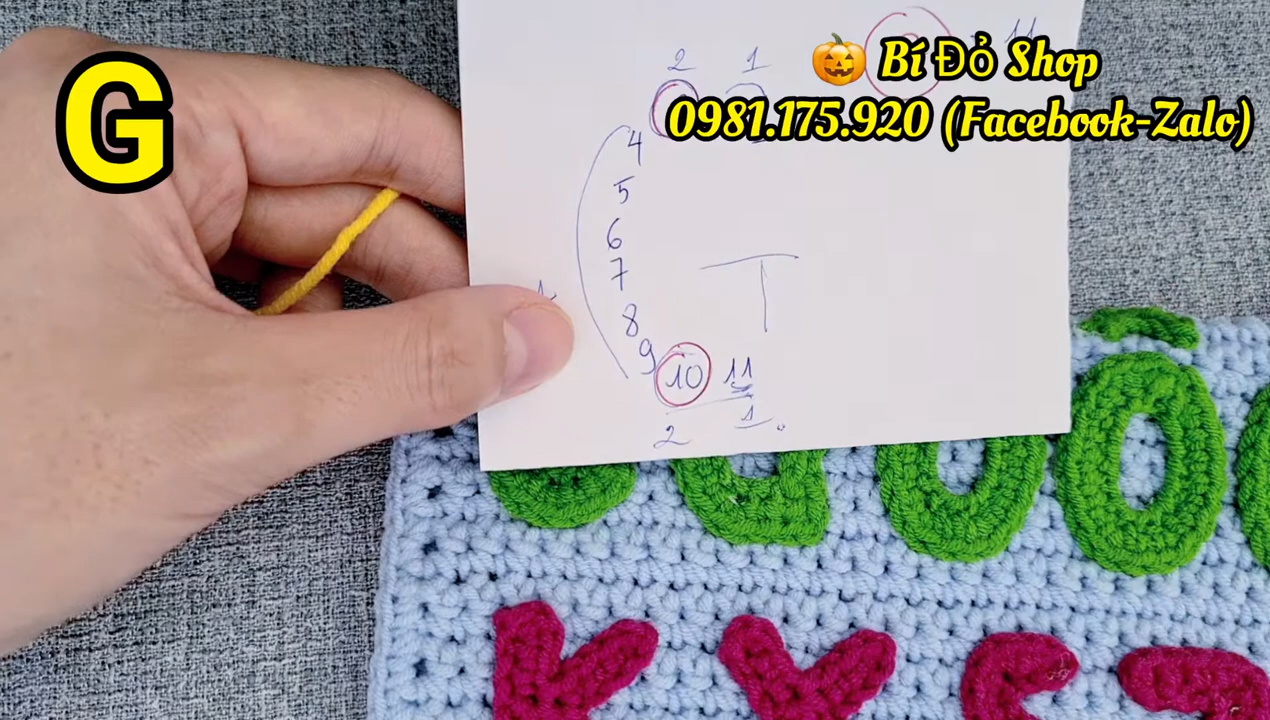 G
🎃 Bí Đỏ Shop
0981.175.920 (Facebook-Zalo)
2 1
11
4
5
6
7
8
9
10 11
2 1
T
K Y